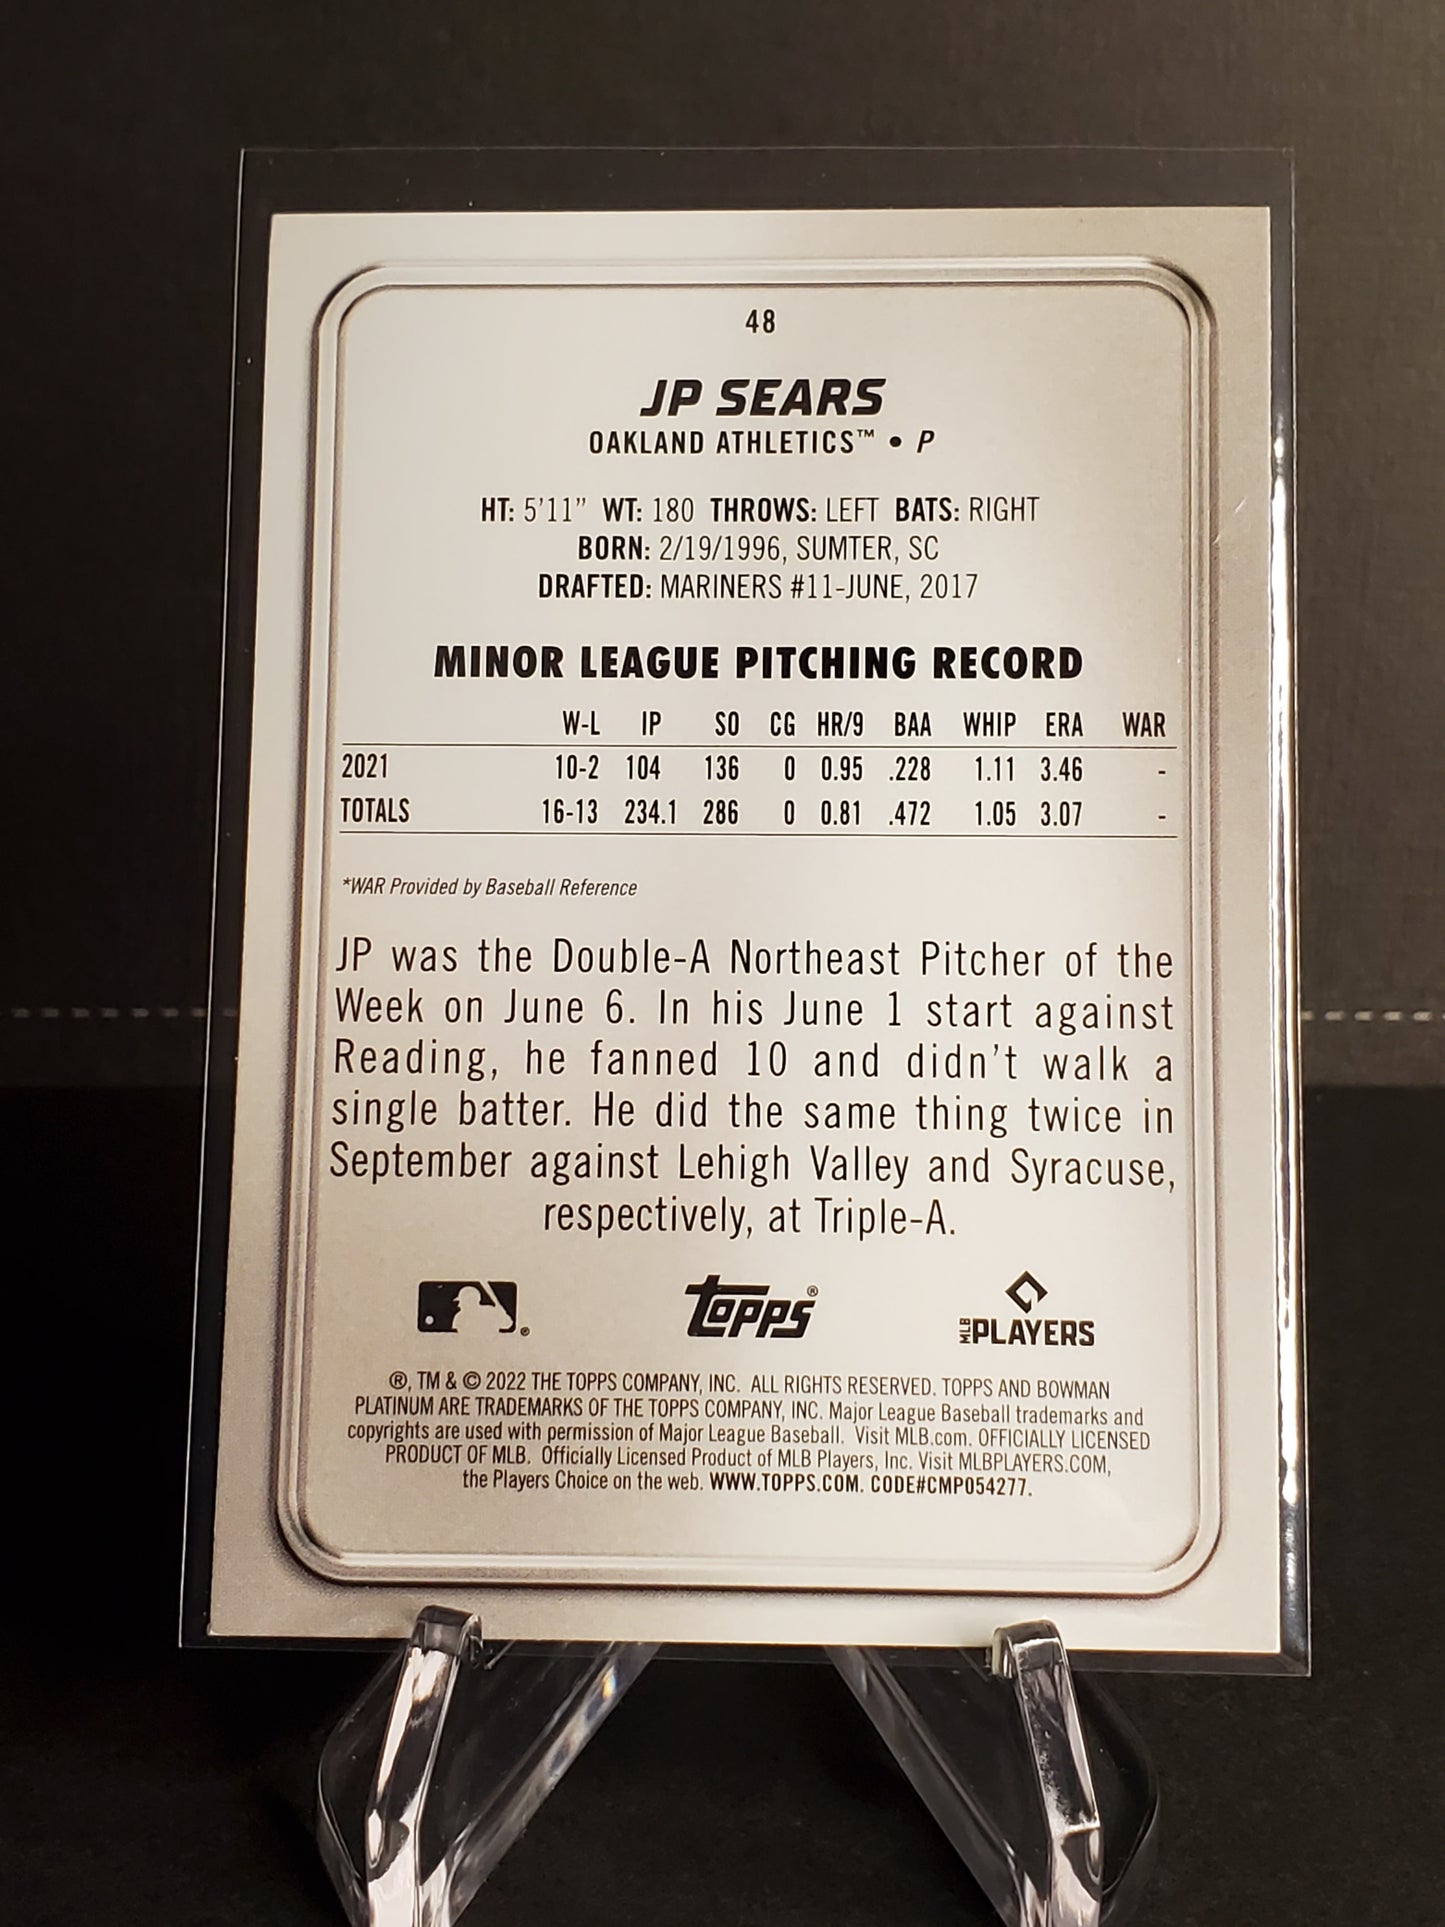 48
JP SEARS
OAKLAND ATHLETICS™ • P
HT: 5'11" WT: 180 THROWS: LEFT BATS: RIGHT
BORN: 2/19/1996, SUMTER, SC
DRAFTED: MARINERS #11-JUNE, 2017
MINOR LEAGUE PITCHING RECORD
W-L IP SO CG HR/9 BAA WHIP ERA WAR
2021 10-2 104 136 0 0.95 .228 1.11 3.46 -
TOTALS 16-13 234.1 286 0 0.81 .472 1.05 3.07 -
*WAR Provided by Baseball Reference
JP was the Double-A Northeast Pitcher of the
Week on June 6. In his June 1 start against
Reading, he fanned 10 and didn't walk a
single batter. He did the same thing twice in
September against Lehigh Valley and Syracuse,
respectively, at Triple-A.
® topps® MLB PLAYERS
®, TM & © 2022 THE TOPPS COMPANY, INC. ALL RIGHTS RESERVED. TOPPS AND BOWMAN
PLATINUM ARE TRADEMARKS OF THE TOPPS COMPANY, INC. Major League Baseball trademarks and
copyrights are used with permission of Major League Baseball. Visit MLB.com. OFFICIALLY LICENSED
PRODUCT OF MLB. Officially Licensed Product of MLB Players, Inc. Visit MLBPLAYERS.COM,
the Players Choice on the web. WWW.TOPPS.COM. CODE#CMP054277.